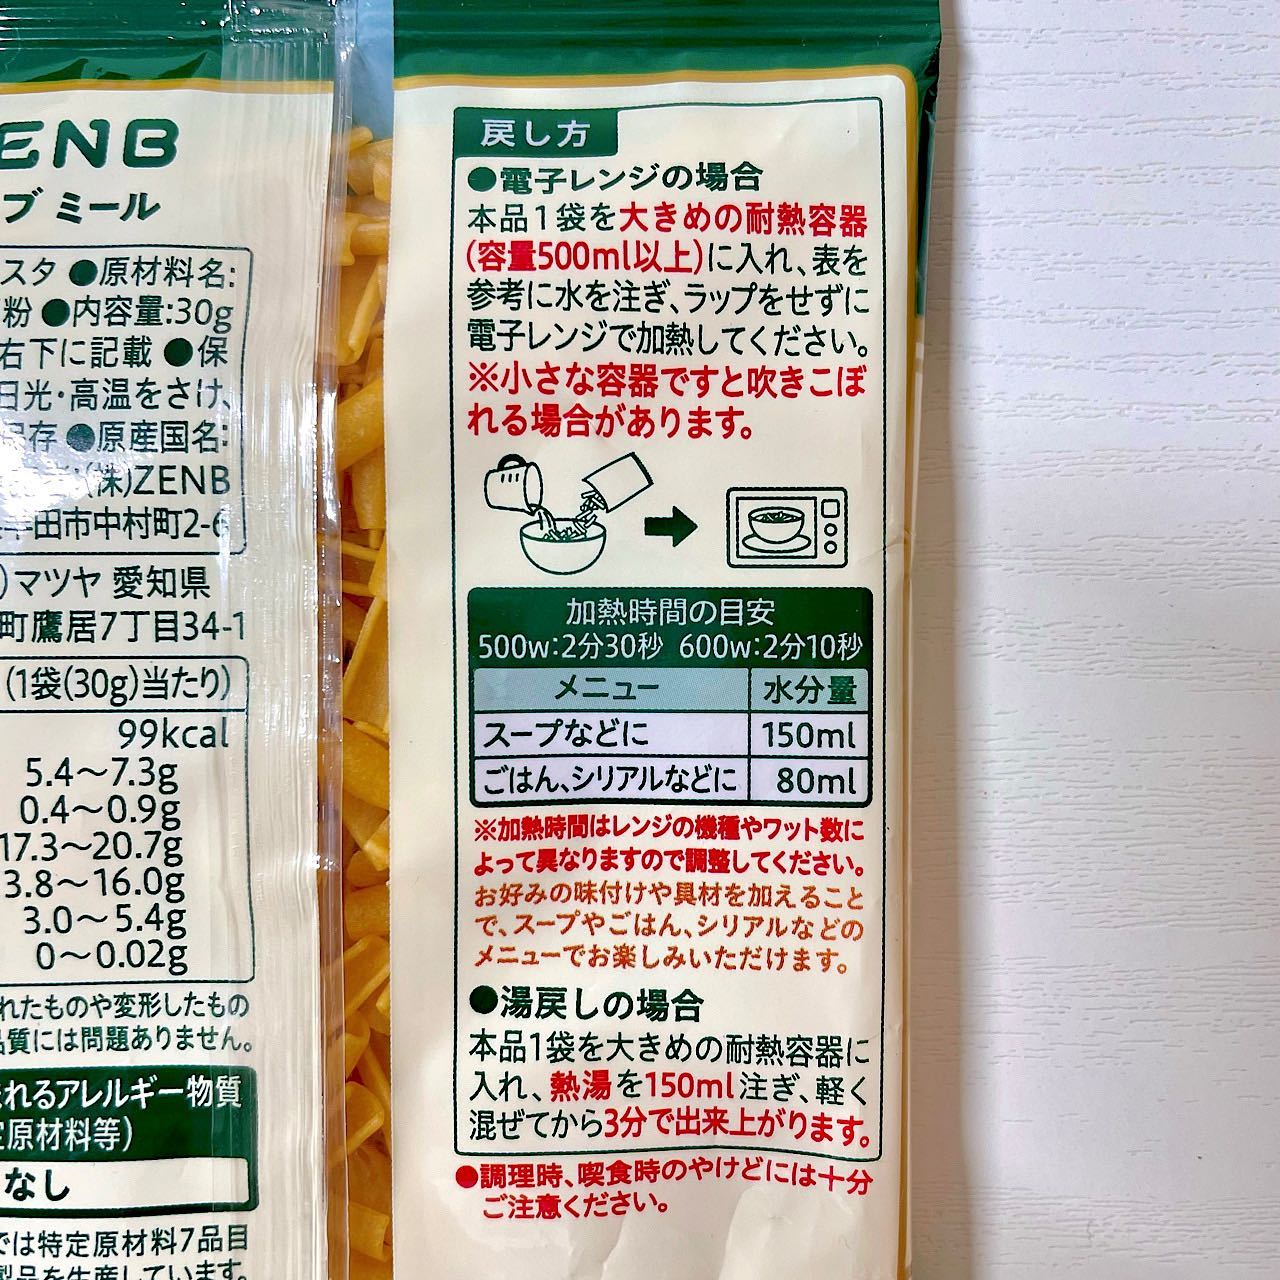 ENB
ブ ミール
スタ ●原材料名:
粉 ●内容量:30g
右下に記載 ●保
日光・高温をさけ、
保存 ●原産国名:
(株)ZENB
半田市中村町2-6
)マツヤ 愛知県
町鷹居7丁目34-1
(1袋(30g)当たり)
99kcal
5.4～7.3g
0.4～0.9g
17.3～20.7g
3.8～16.0g
3.0～5.4g
0～0.02g
れたものや変形したもの
品質には問題ありません。
れるアレルギー物質
定原材料等)
なし
では特定原材料7品目
製品を生産しています。
戻し方
●電子レンジの場合
本品1袋を大きめの耐熱容器
(容量500ml以上)に入れ、表を
参考に水を注ぎ、ラップをせずに
電子レンジで加熱してください。
※小さな容器ですと吹きこぼ
れる場合があります。
加熱時間の目安
500w:2分30秒 600w:2分10秒
メニュー 水分量
スープなどに 150ml
ごはん、シリアルなどに 80ml
※加熱時間はレンジの機種やワット数に
よって異なりますので調整してください。
お好みの味付けや具材を加えること
で、スープやごはん、シリアルなどの
メニューでお楽しみいただけます。
●湯戻しの場合
本品1袋を大きめの耐熱容器に
入れ、熱湯を150ml注ぎ、軽く
混ぜてから3分で出来上がります。
●調理時、喫食時のやけどには十分
ご注意ください。